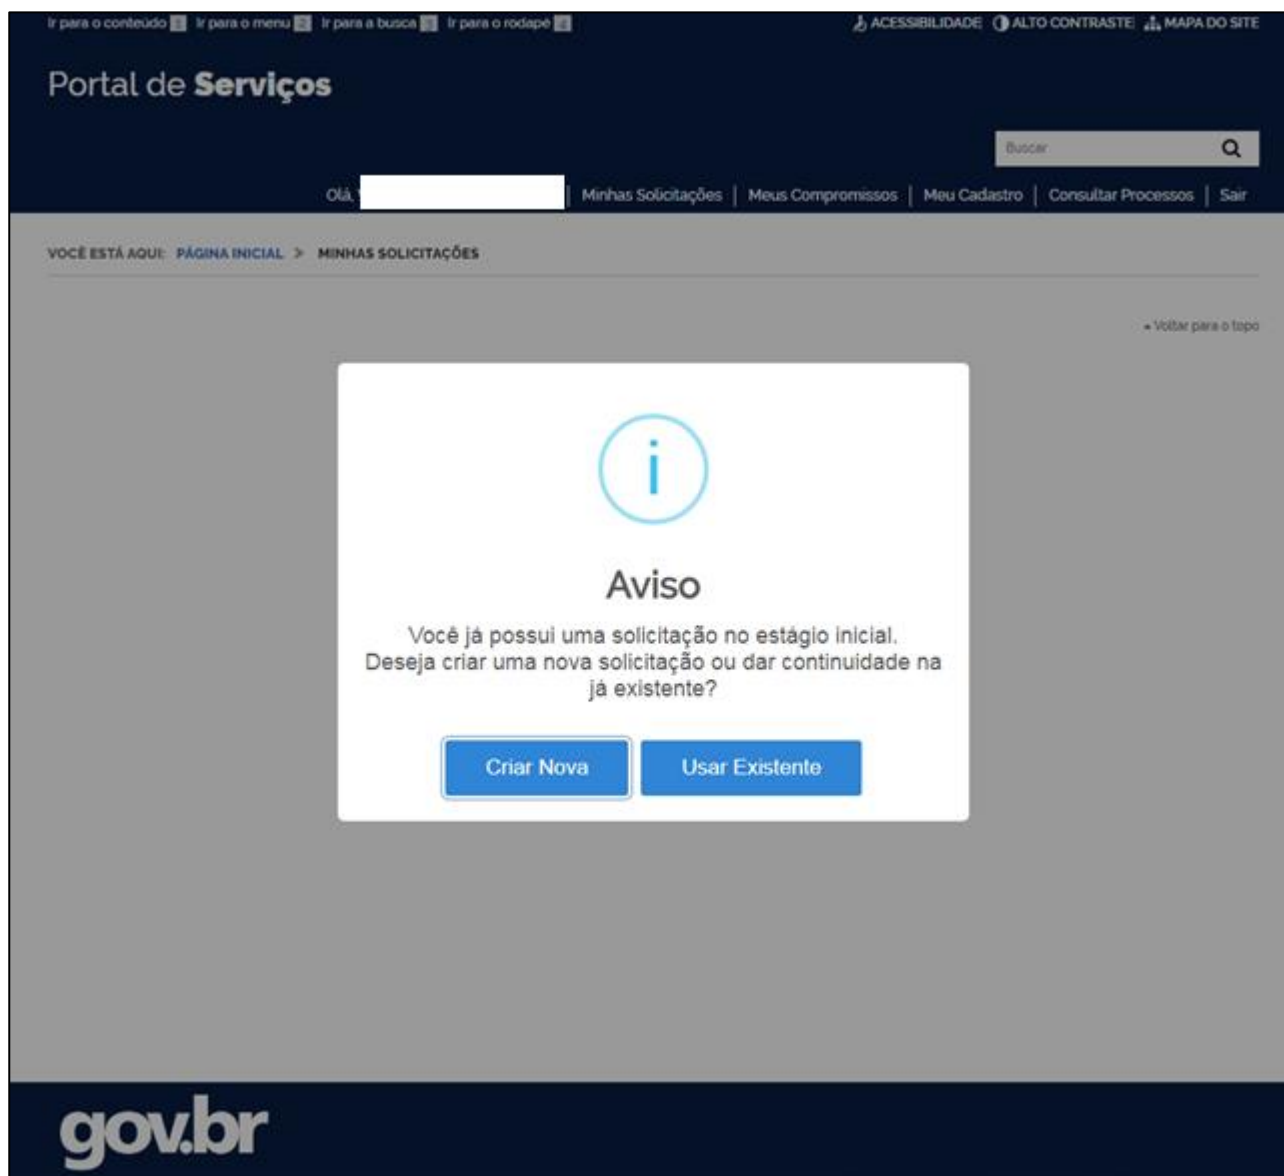 Ir para o conteúdo 1 Ir para o menu 2 Ir para a busca 3 Ir para o rodapé 4 ACESSIBILIDADE ALTO CONTRASTE MAPA DO SITE
Portal de Serviços
Buscar
Olá, | Minhas Solicitações | Meus Compromissos | Meu Cadastro | Consultar Processos | Sair
VOCÊ ESTÁ AQUI: PÁGINA INICIAL > MINHAS SOLICITAÇÕES
Voltar para o topo
i
Aviso
Você já possui uma solicitação no estágio inicial.
Deseja criar uma nova solicitação ou dar continuidade na
já existente?
Criar Nova Usar Existente
gov.br